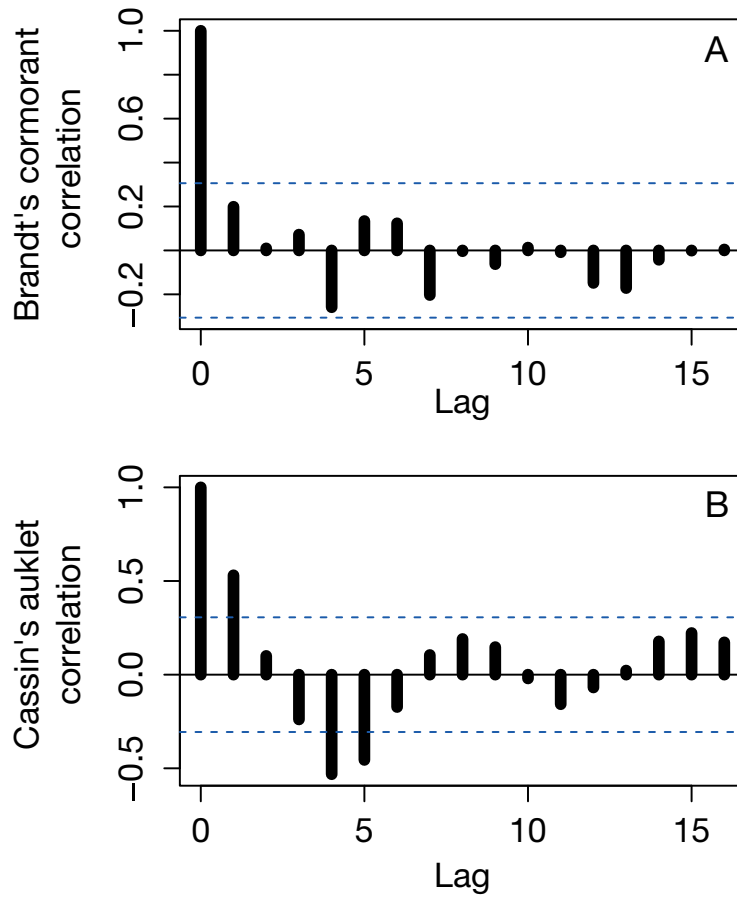 A
Brandt's cormorant
correlation
1.0
0.6
0.2
−0.2
0 5 10 15
Lag
B
Cassin's auklet
correlation
1.0
0.5
0.0
−0.5
0 5 10 15
Lag